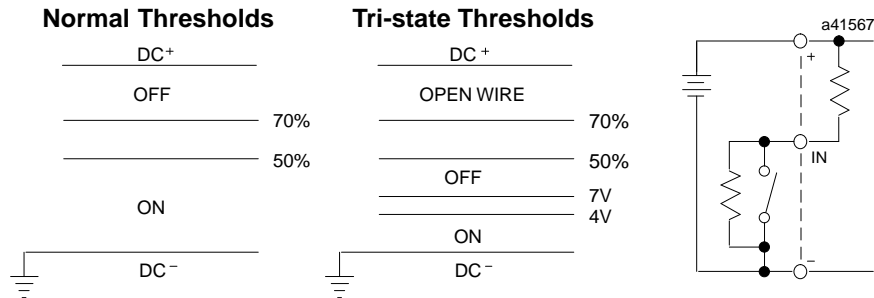 Normal Thresholds
DC+
OFF
70%
50%
ON
DC−
Tri-state Thresholds
DC+
OPEN WIRE
70%
50%
OFF
7V
4V
ON
DC−
a41567
+
IN
−